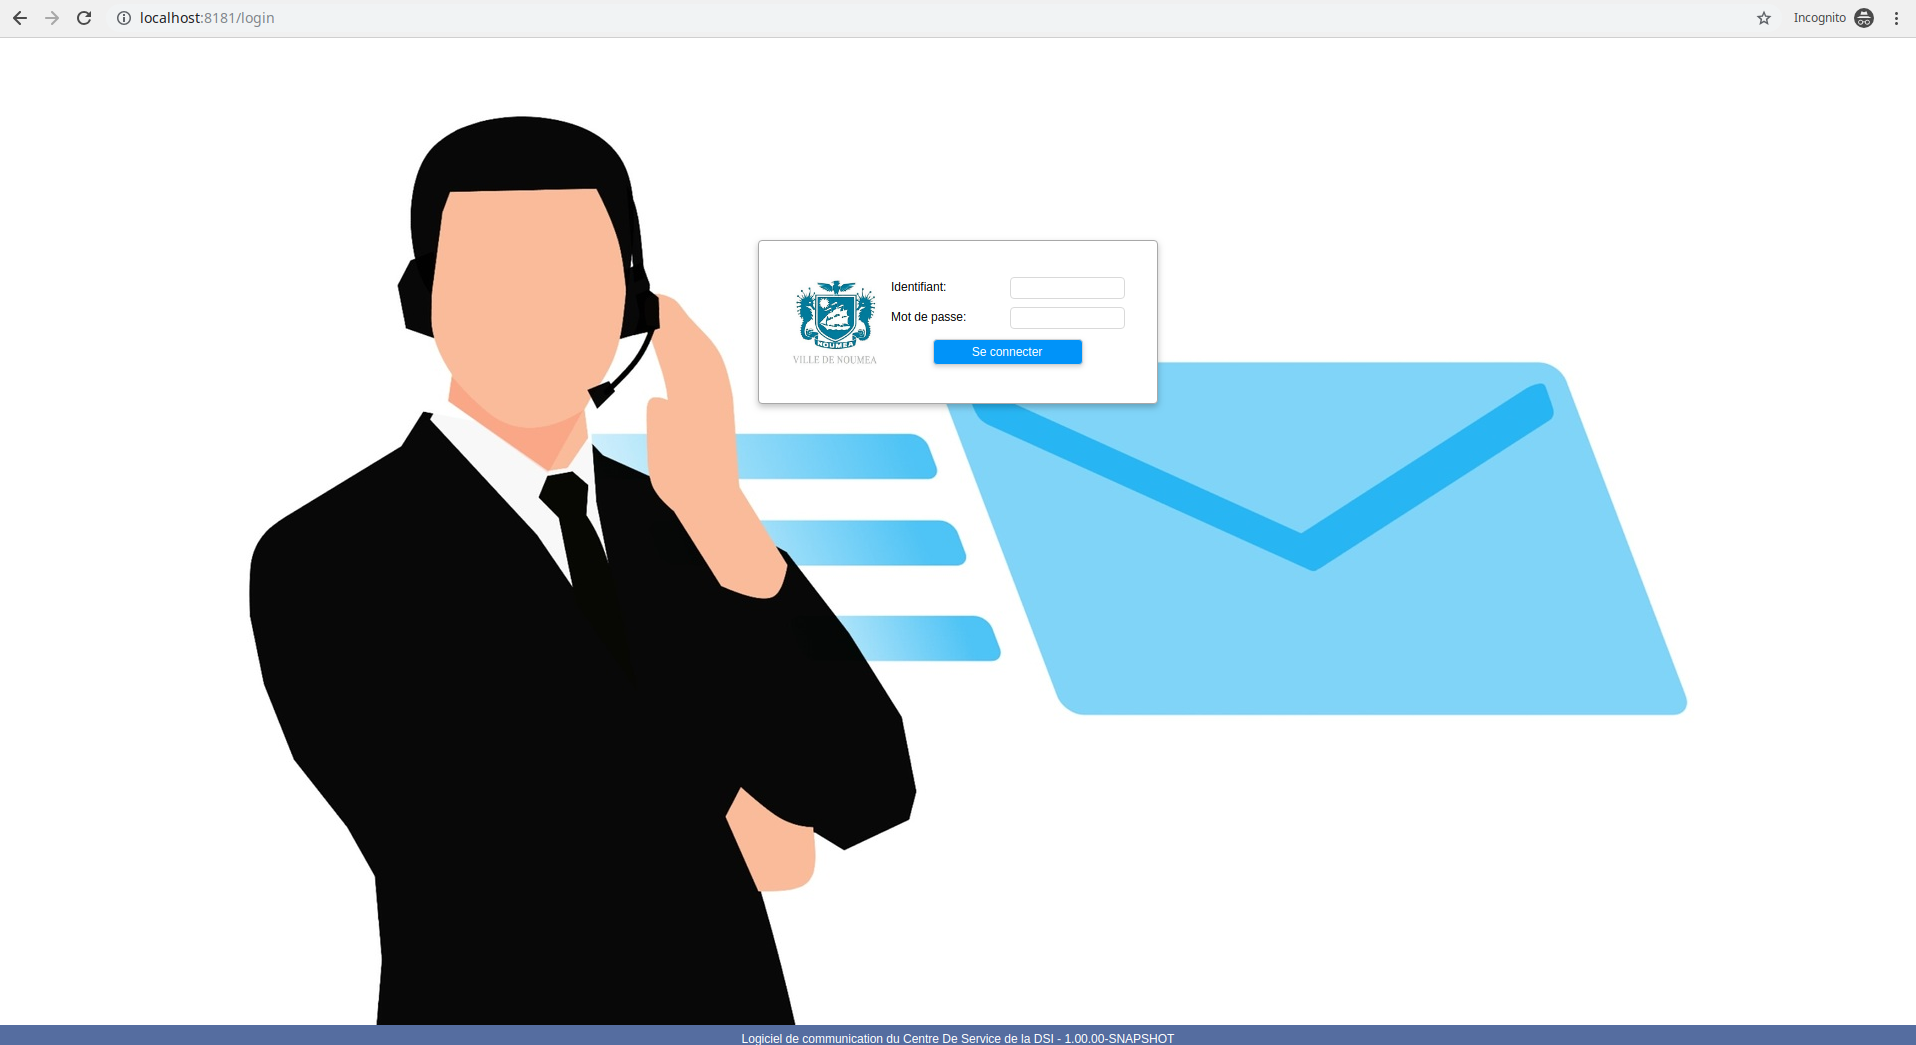 localhost:8181/login
Incognito
Identifiant:
Mot de passe:
NOUMEA
VILLE DE NOUMEA
Se connecter
Logiciel de communication du Centre De Service de la DSI - 1.00.00-SNAPSHOT